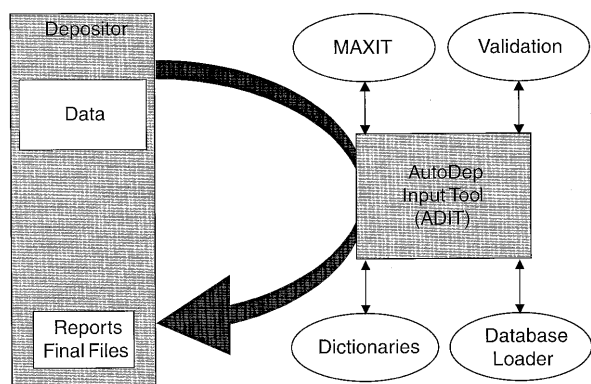 Depositor
Data
Reports
Final Files
MAXIT
Validation
AutoDep
Input Tool
(ADIT)
Dictionaries
Database
Loader